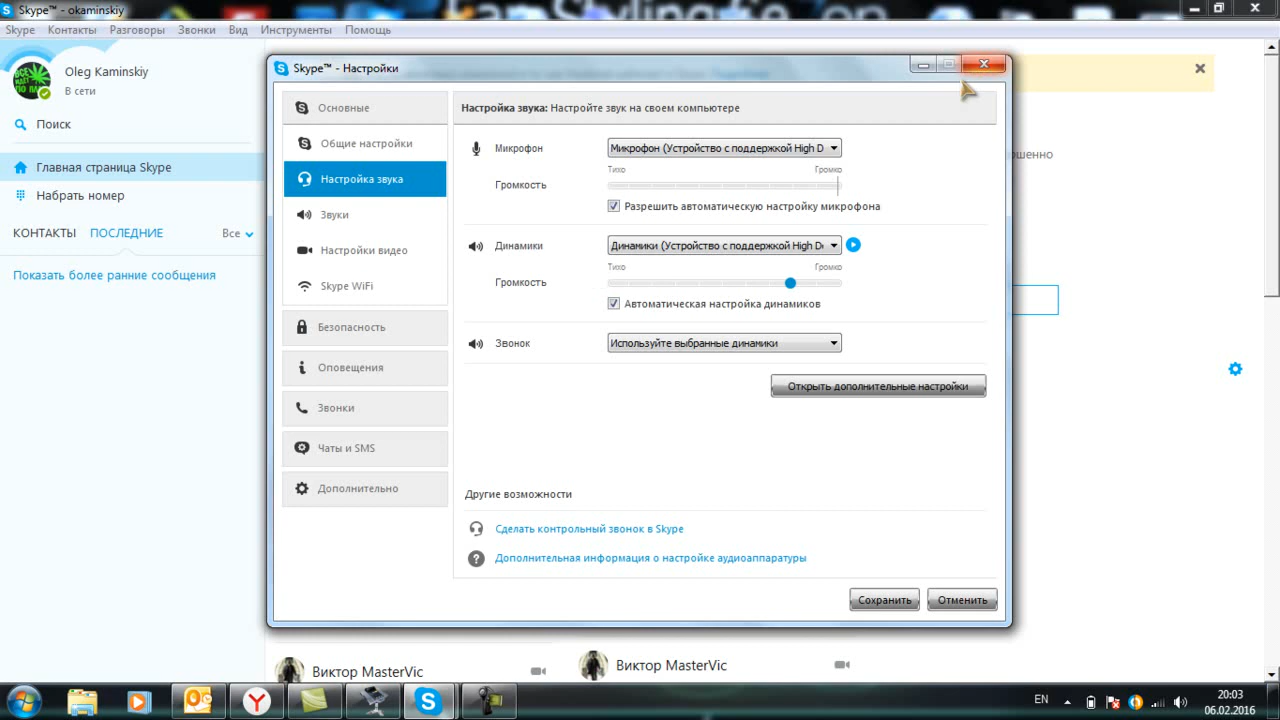 Skype™ - okaminskiy
Skype Контакты Разговоры Звонки Вид Инструменты Помощь
Oleg Kaminskiy
В сети
Поиск
Главная страница Skype
Набрать номер
КОНТАКТЫ ПОСЛЕДНИЕ Все
Показать более ранние сообщения
Skype™ - Настройки
Основные
Общие настройки
Настройка звука
Звуки
Настройки видео
Skype WiFi
Безопасность
Оповещения
Звонки
Чаты и SMS
Дополнительно
Настройка звука: Настройте звук на своем компьютере
Микрофон Микрофон (Устройство с поддержкой High D
Тихо Громко
Громкость
Разрешить автоматическую настройку микрофона
Динамики Динамики (Устройство с поддержкой High D
Тихо Громко
Громкость
Автоматическая настройка динамиков
Звонок Используйте выбранные динамики
Открыть дополнительные настройки
Другие возможности
Сделать контрольный звонок в Skype
Дополнительная информация о настройке аудиоаппаратуры
Сохранить Отменить
Виктор MasterVic Виктор MasterVic
EN
20:03
06.02.2016